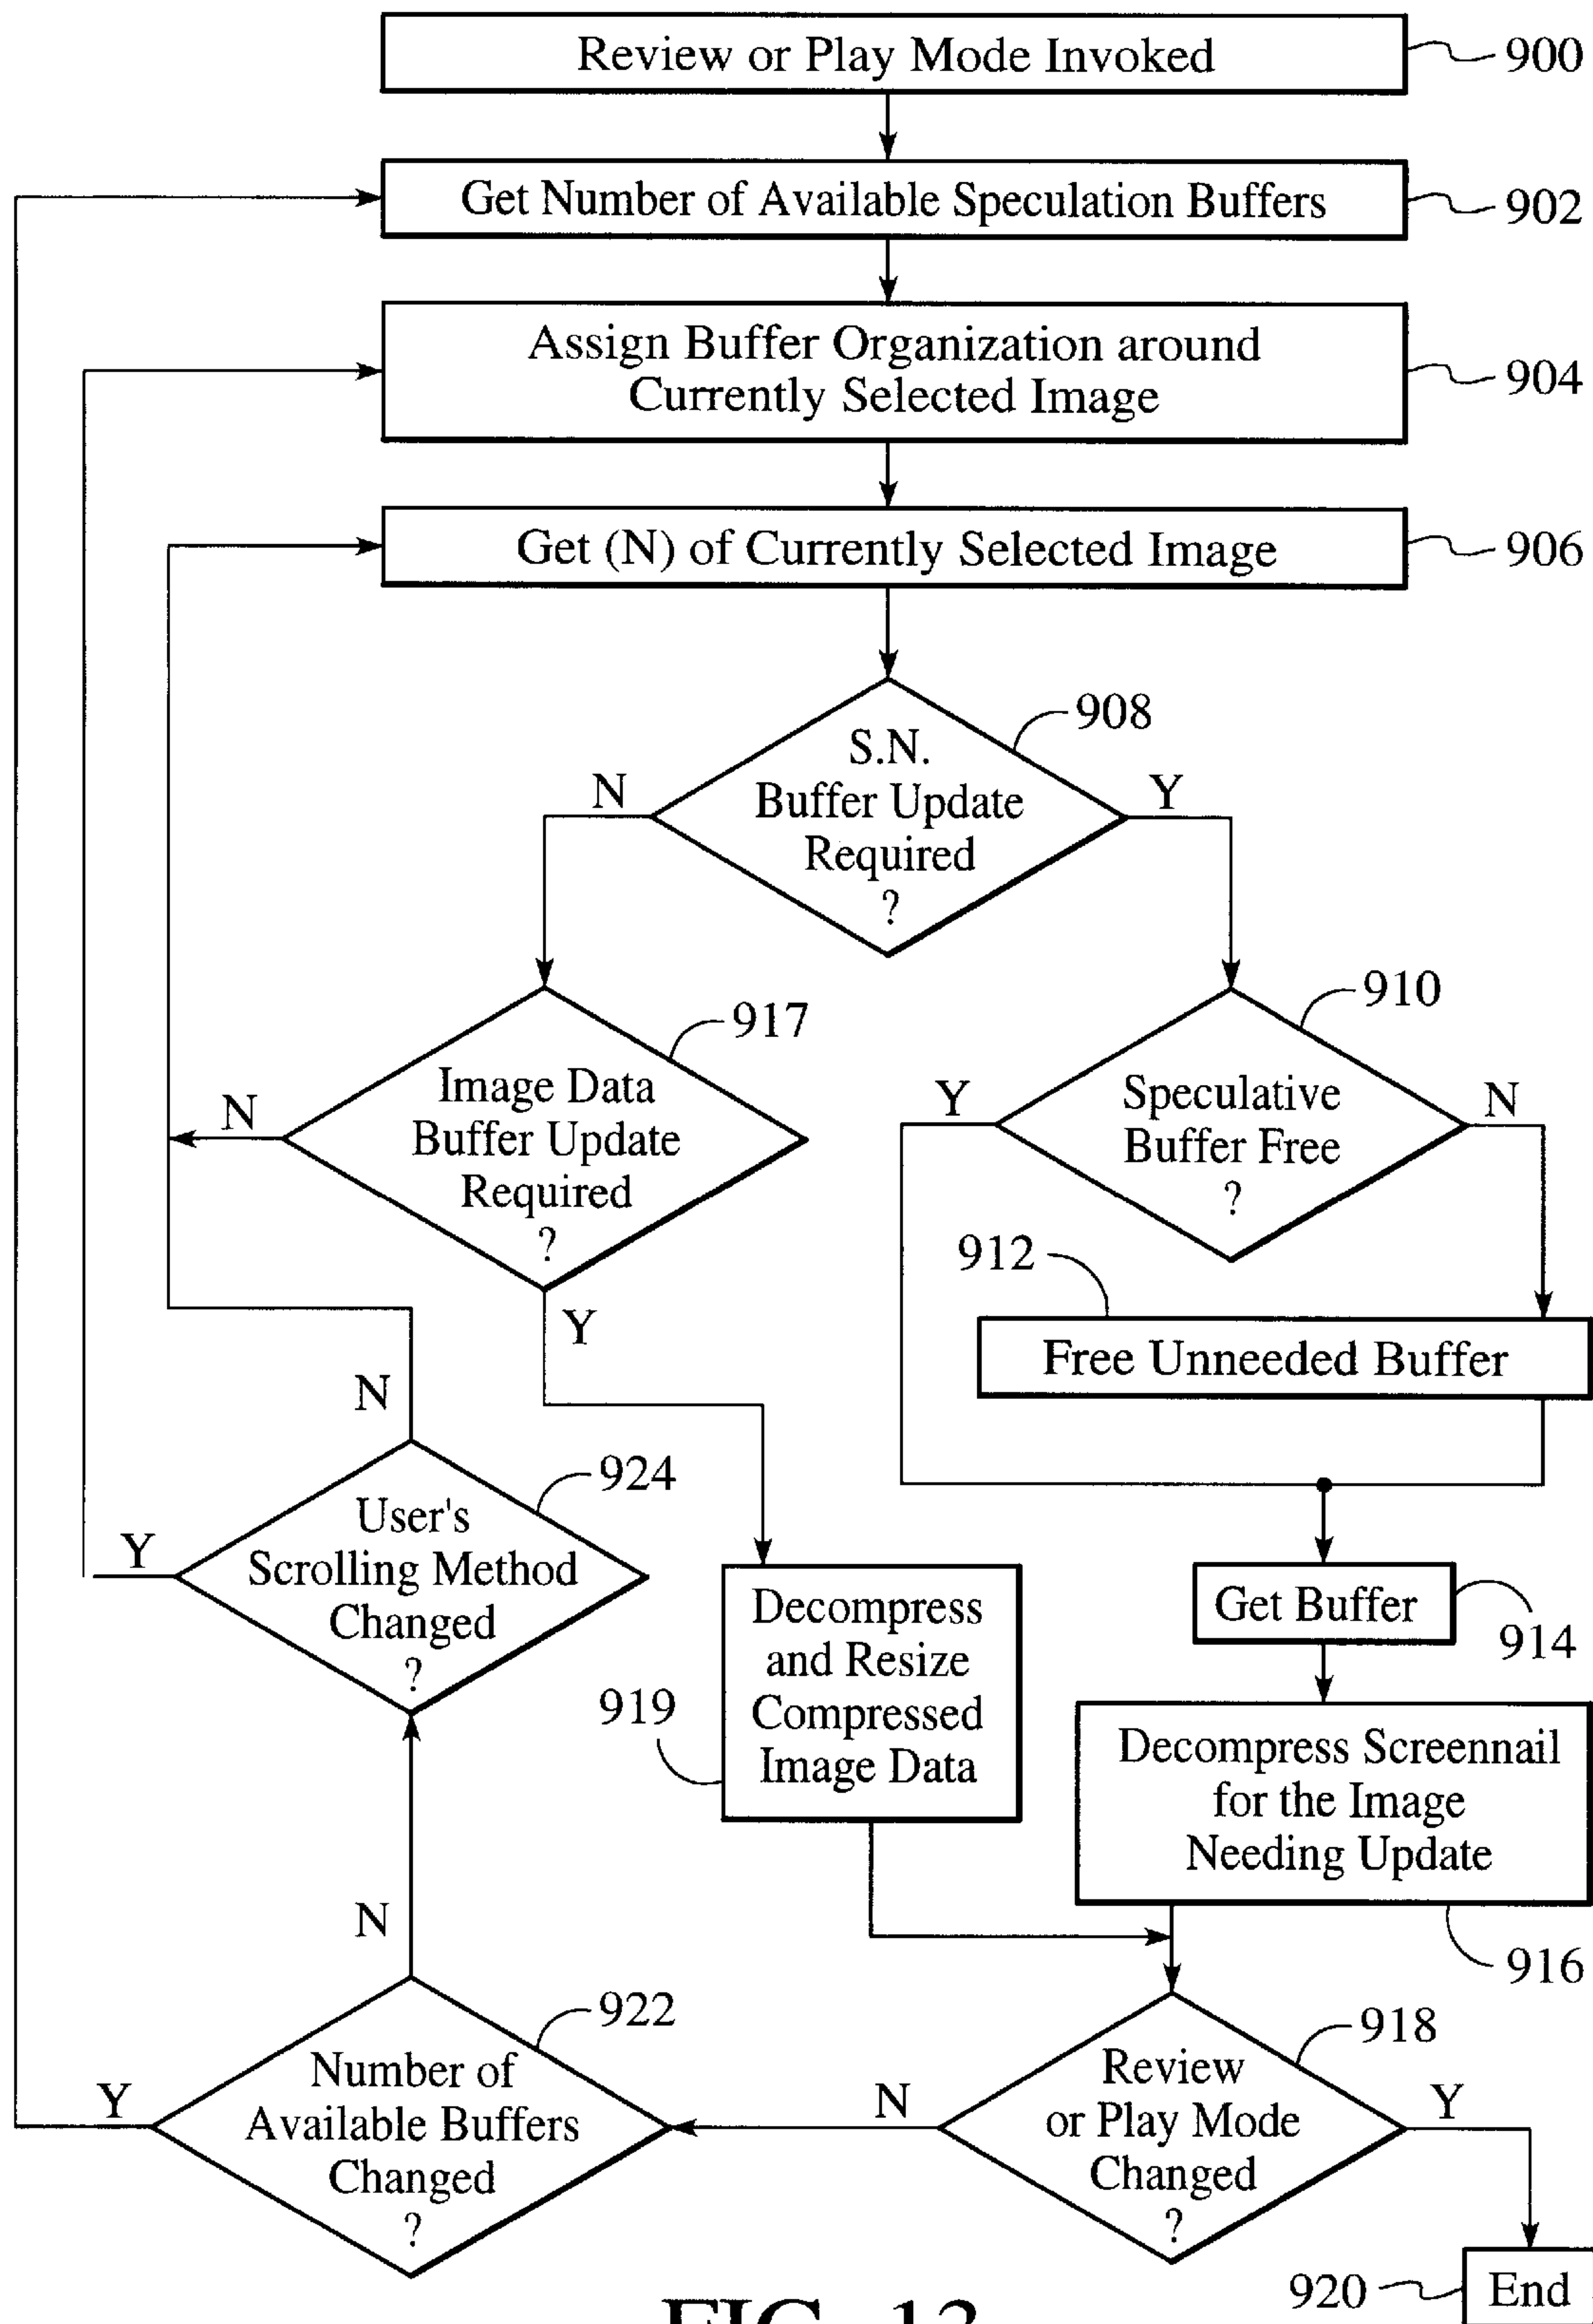 Review or Play Mode Invoked
900
Get Number of Available Speculation Buffers
902
Assign Buffer Organization around
Currently Selected Image
904
Get (N) of Currently Selected Image
906
S.N.
Buffer Update
Required
?
908
N
Y
Image Data
Buffer Update
Required
?
917
N
Y
Speculative
Buffer Free
?
910
Y
N
912
Free Unneeded Buffer
N
User's
Scrolling Method
Changed
?
924
Y
Decompress
and Resize
Compressed
Image Data
919
Get Buffer
914
Decompress Screennail
for the Image
Needing Update
916
N
Number of
Available Buffers
Changed
?
922
Y
Review
or Play Mode
Changed
?
918
N
Y
920
End
FIG. 13